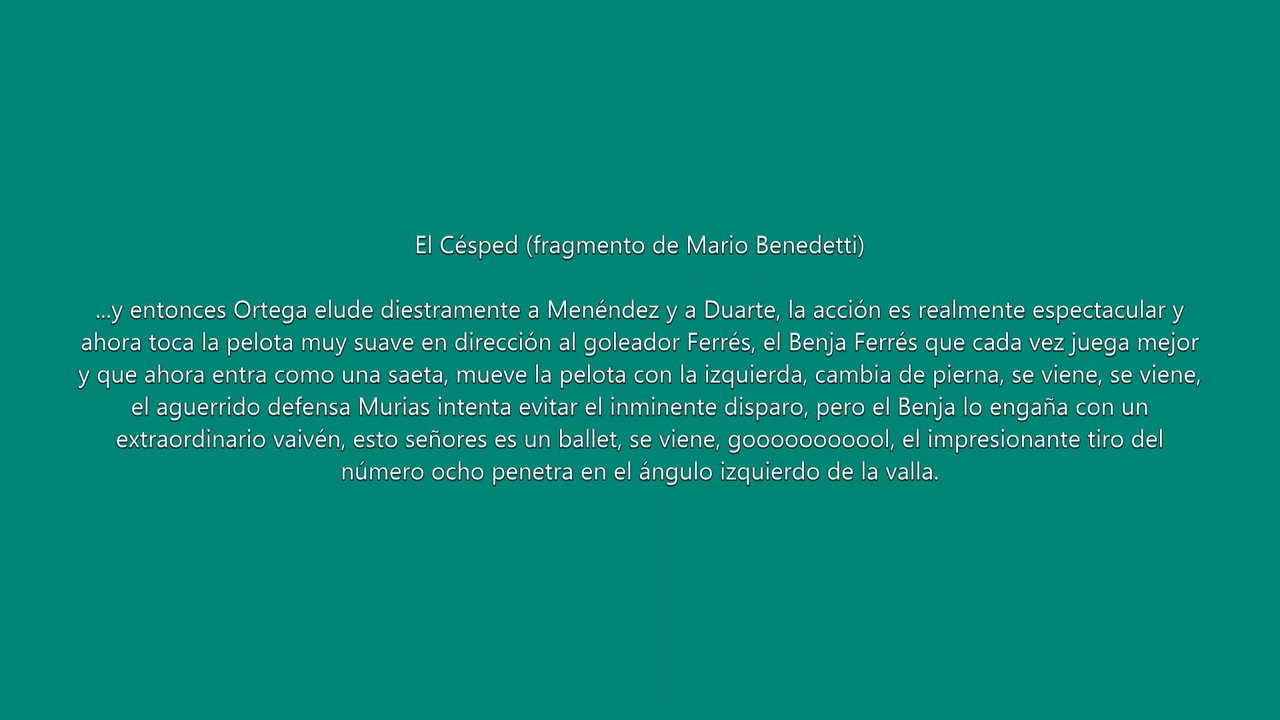 El Césped (fragmento de Mario Benedetti)
...y entonces Ortega elude diestramente a Menéndez y a Duarte, la acción es realmente espectacular y
ahora toca la pelota muy suave en dirección al goleador Ferrés, el Benja Ferrés que cada vez juega mejor
y que ahora entra como una saeta, mueve la pelota con la izquierda, cambia de pierna, se viene, se viene,
el aguerrido defensa Murias intenta evitar el inminente disparo, pero el Benja lo engaña con un
extraordinario vaivén, esto señores es un ballet, se viene, gooooooooool, el impresionante tiro del
número ocho penetra en el ángulo izquierdo de la valla.